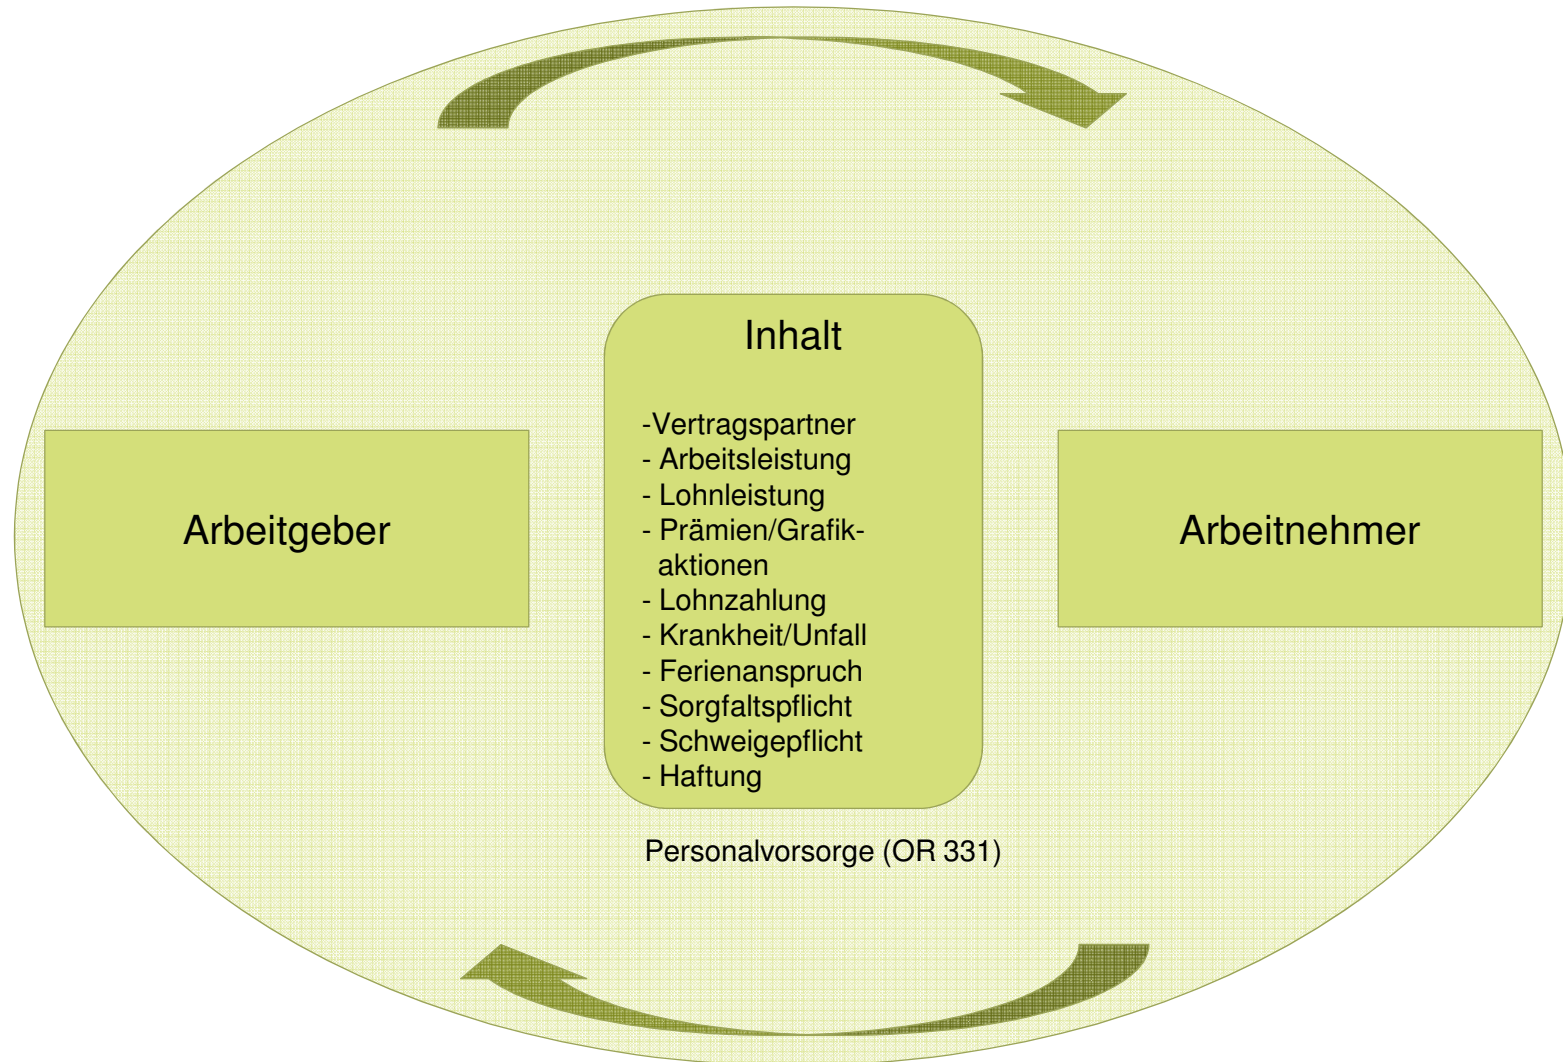 Inhalt
-Vertragspartner
- Arbeitsleistung
- Lohnleistung
- Prämien/Grafik-
aktionen
- Lohnzahlung
- Krankheit/Unfall
- Ferienanspruch
- Sorgfaltspflicht
- Schweigepflicht
- Haftung
Arbeitgeber
Arbeitnehmer
Personalvorsorge (OR 331)